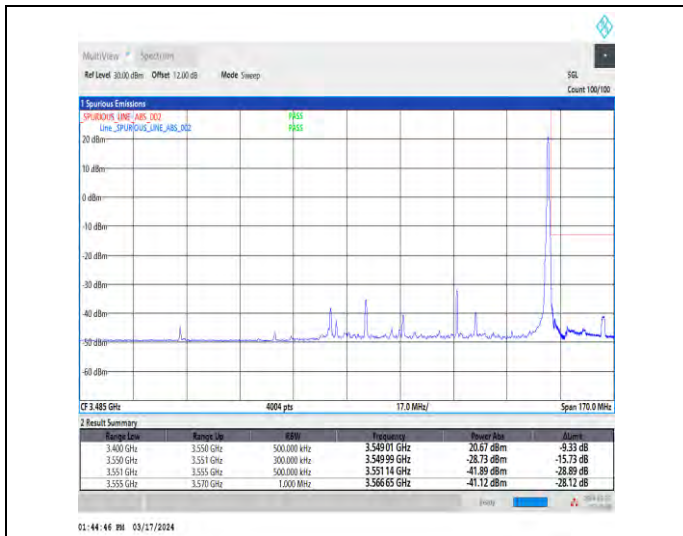 MultiView Spectrum
Ref Level 30.00 dBm Offset 12.00 dB Mode Sweep SGL
Count 100/100
1 Spurious Emissions
_SPURIOUS_LINE_ABS_002 PASS
Line _SPURIOUS_LINE_ABS_002 PASS
20 dBm
10 dBm
0 dBm
-10 dBm
-20 dBm
-30 dBm
-40 dBm
-50 dBm
-60 dBm
CF 3.485 GHz 4004 pts 17.0 MHz/ Span 170.0 MHz
2 Result Summary
Range Low Range Up RBW Frequency Power Abs ΔLimit
3.400 GHz 3.550 GHz 500.000 kHz 3.549 01 GHz 20.67 dBm -9.33 dB
3.550 GHz 3.551 GHz 300.000 kHz 3.549 99 GHz -28.73 dBm -15.73 dB
3.551 GHz 3.555 GHz 500.000 kHz 3.551 14 GHz -41.89 dBm -28.89 dB
3.555 GHz 3.570 GHz 1.000 MHz 3.566 65 GHz -41.12 dBm -28.12 dB
01:44:46 PM 03/17/2024